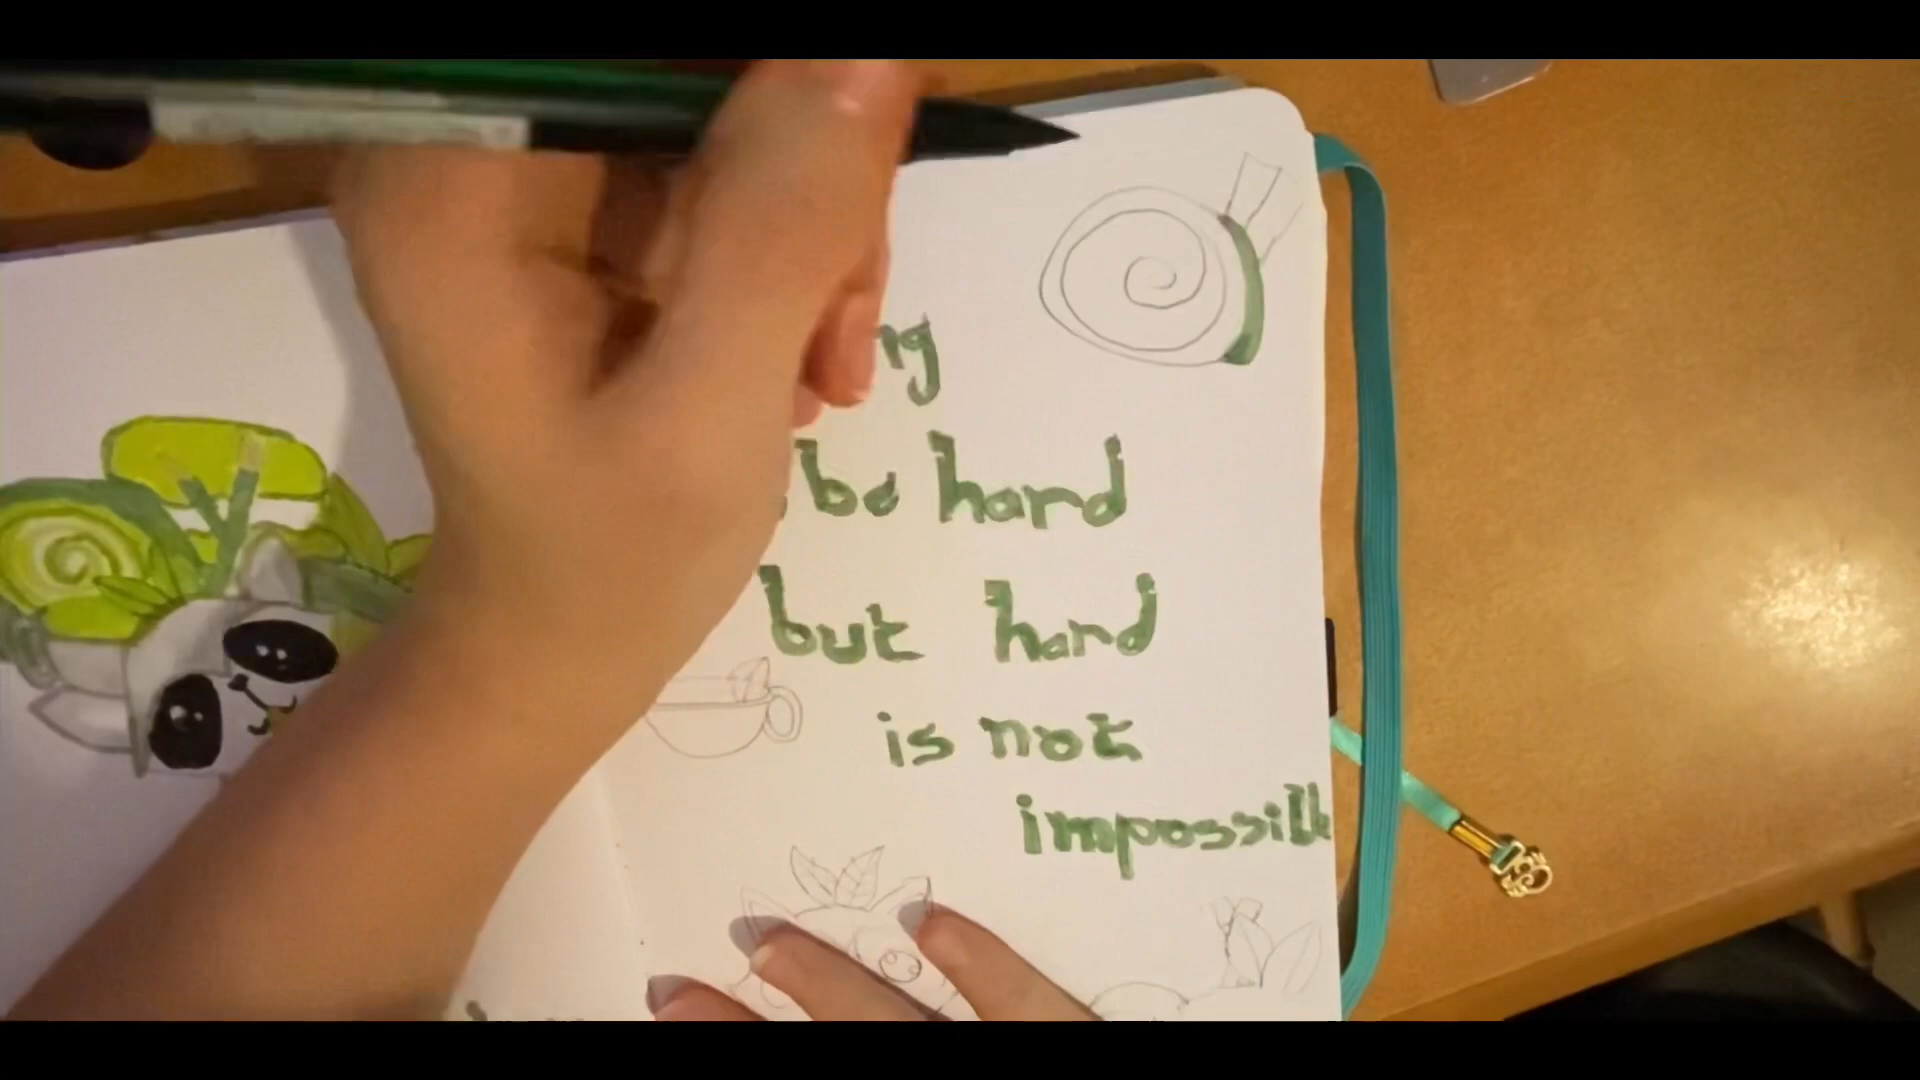 ng
be hard
but hard
is not
impossible